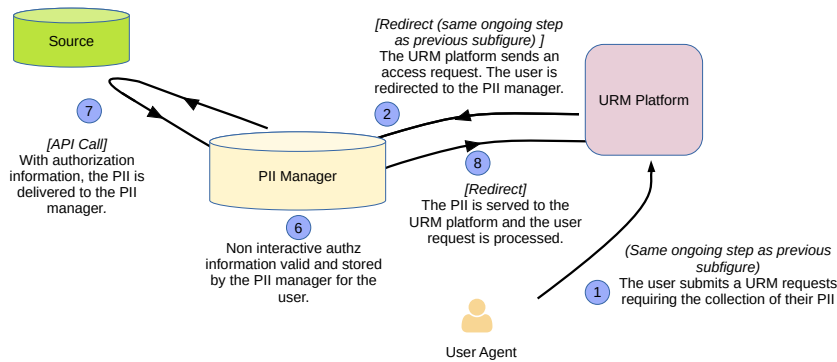 Source
7
[API Call]
With authorization
information, the PII is
delivered to the PII
manager.
[Redirect (same ongoing step
as previous subfigure) ]
The URM platform sends an
access request. The user is
redirected to the PII manager.
2
URM Platform
PII Manager
8
[Redirect]
The PII is served to the
URM platform and the user
request is processed.
6
Non interactive authz
information valid and stored
by the PII manager for the
user.
(Same ongoing step as previous
subfigure)
1
The user submits a URM requests
requiring the collection of their PII
User Agent